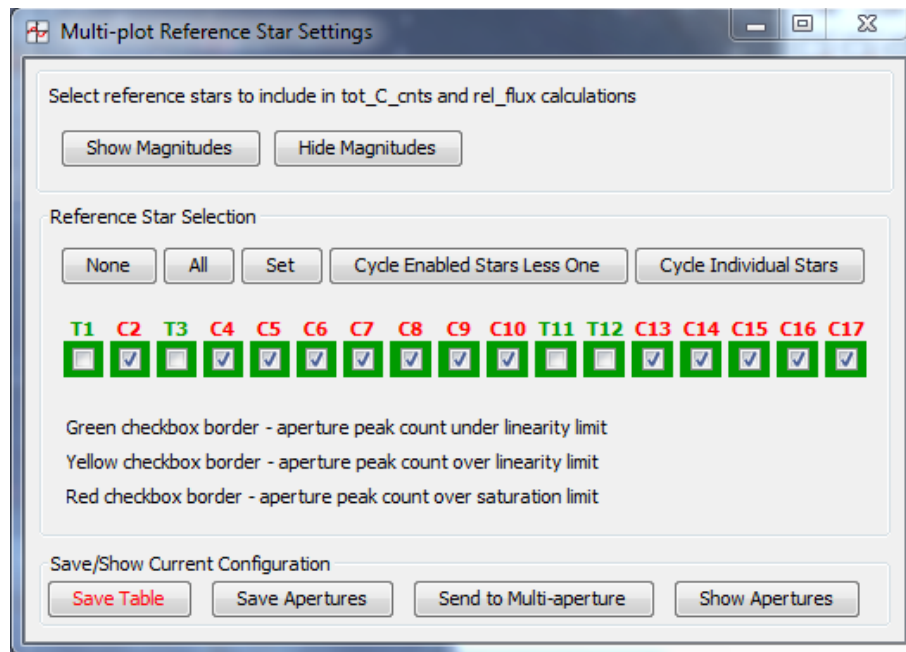 Multi-plot Reference Star Settings
Select reference stars to include in tot_C_cnts and rel_flux calculations
Show Magnitudes Hide Magnitudes
Reference Star Selection
None All Set Cycle Enabled Stars Less One Cycle Individual Stars
T1 C2 T3 C4 C5 C6 C7 C8 C9 C10 T11 T12 C13 C14 C15 C16 C17
Green checkbox border - aperture peak count under linearity limit
Yellow checkbox border - aperture peak count over linearity limit
Red checkbox border - aperture peak count over saturation limit
Save/Show Current Configuration
Save Table Save Apertures Send to Multi-aperture Show Apertures